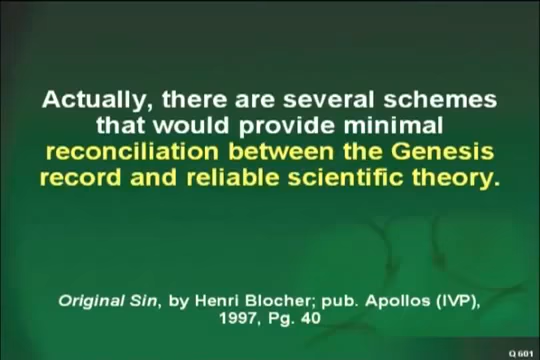 Actually, there are several schemes
that would provide minimal
reconciliation between the Genesis
record and reliable scientific theory.
Original Sin, by Henri Blocher; pub. Apollos (IVP),
1997, Pg. 40
Q 601